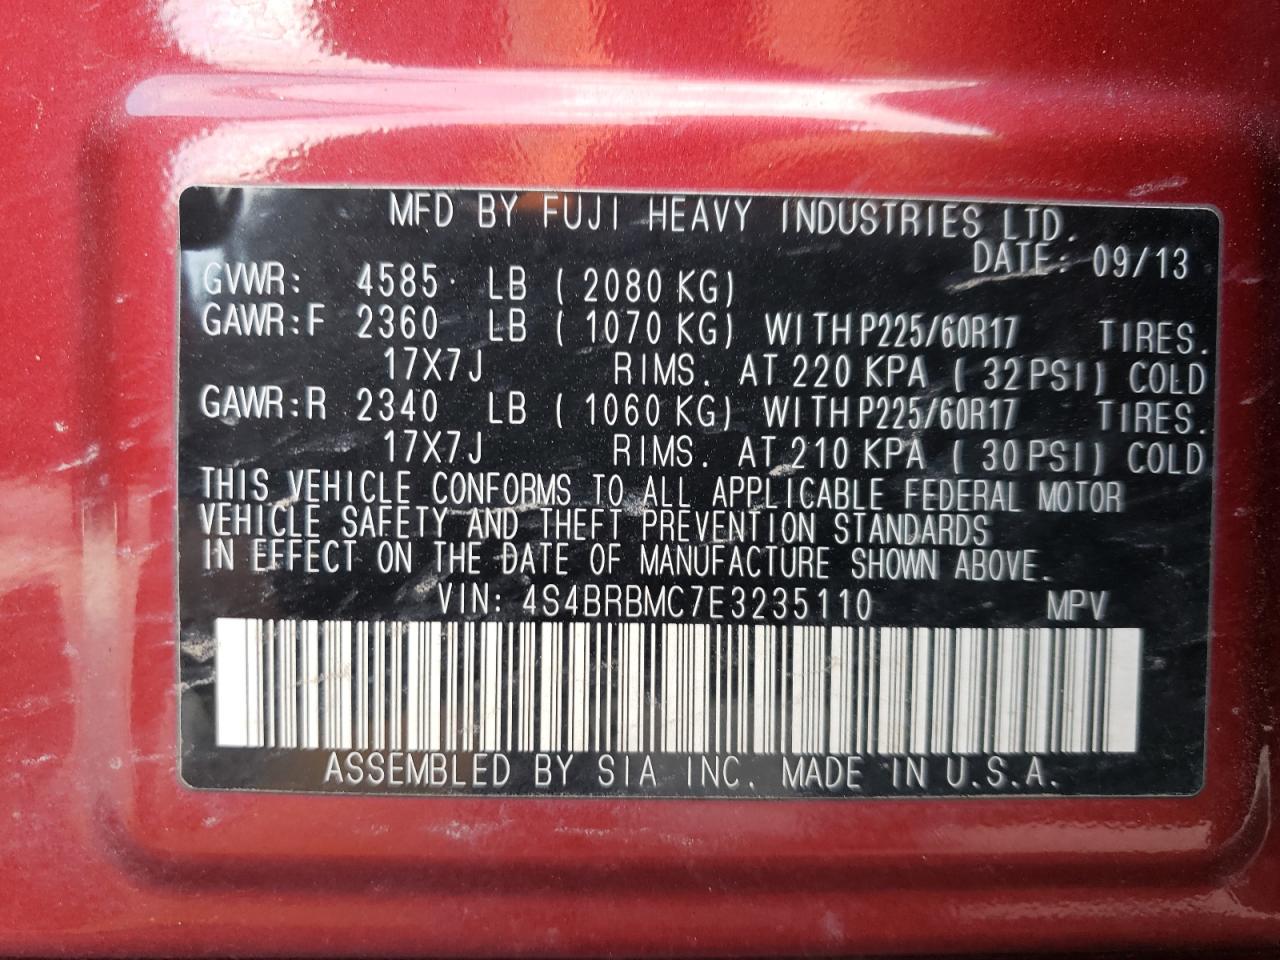 MFD BY FUJI HEAVY INDUSTRIES LTD.
DATE: 09/13
GVWR: 4585 LB (2080 KG)
GAWR:F 2360 LB (1070 KG) WITH P225/60R17 TIRES.
17X7J RIMS. AT 220 KPA (32 PSI) COLD
GAWR:R 2340 LB (1060 KG) WITH P225/60R17 TIRES.
17X7J RIMS. AT 210 KPA (30 PSI) COLD
THIS VEHICLE CONFORMS TO ALL APPLICABLE FEDERAL MOTOR
VEHICLE SAFETY AND THEFT PREVENTION STANDARDS
IN EFFECT ON THE DATE OF MANUFACTURE SHOWN ABOVE.
VIN: 4S4BRBMC7E3235110 MPV
ASSEMBLED BY SIA INC. MADE IN U.S.A.